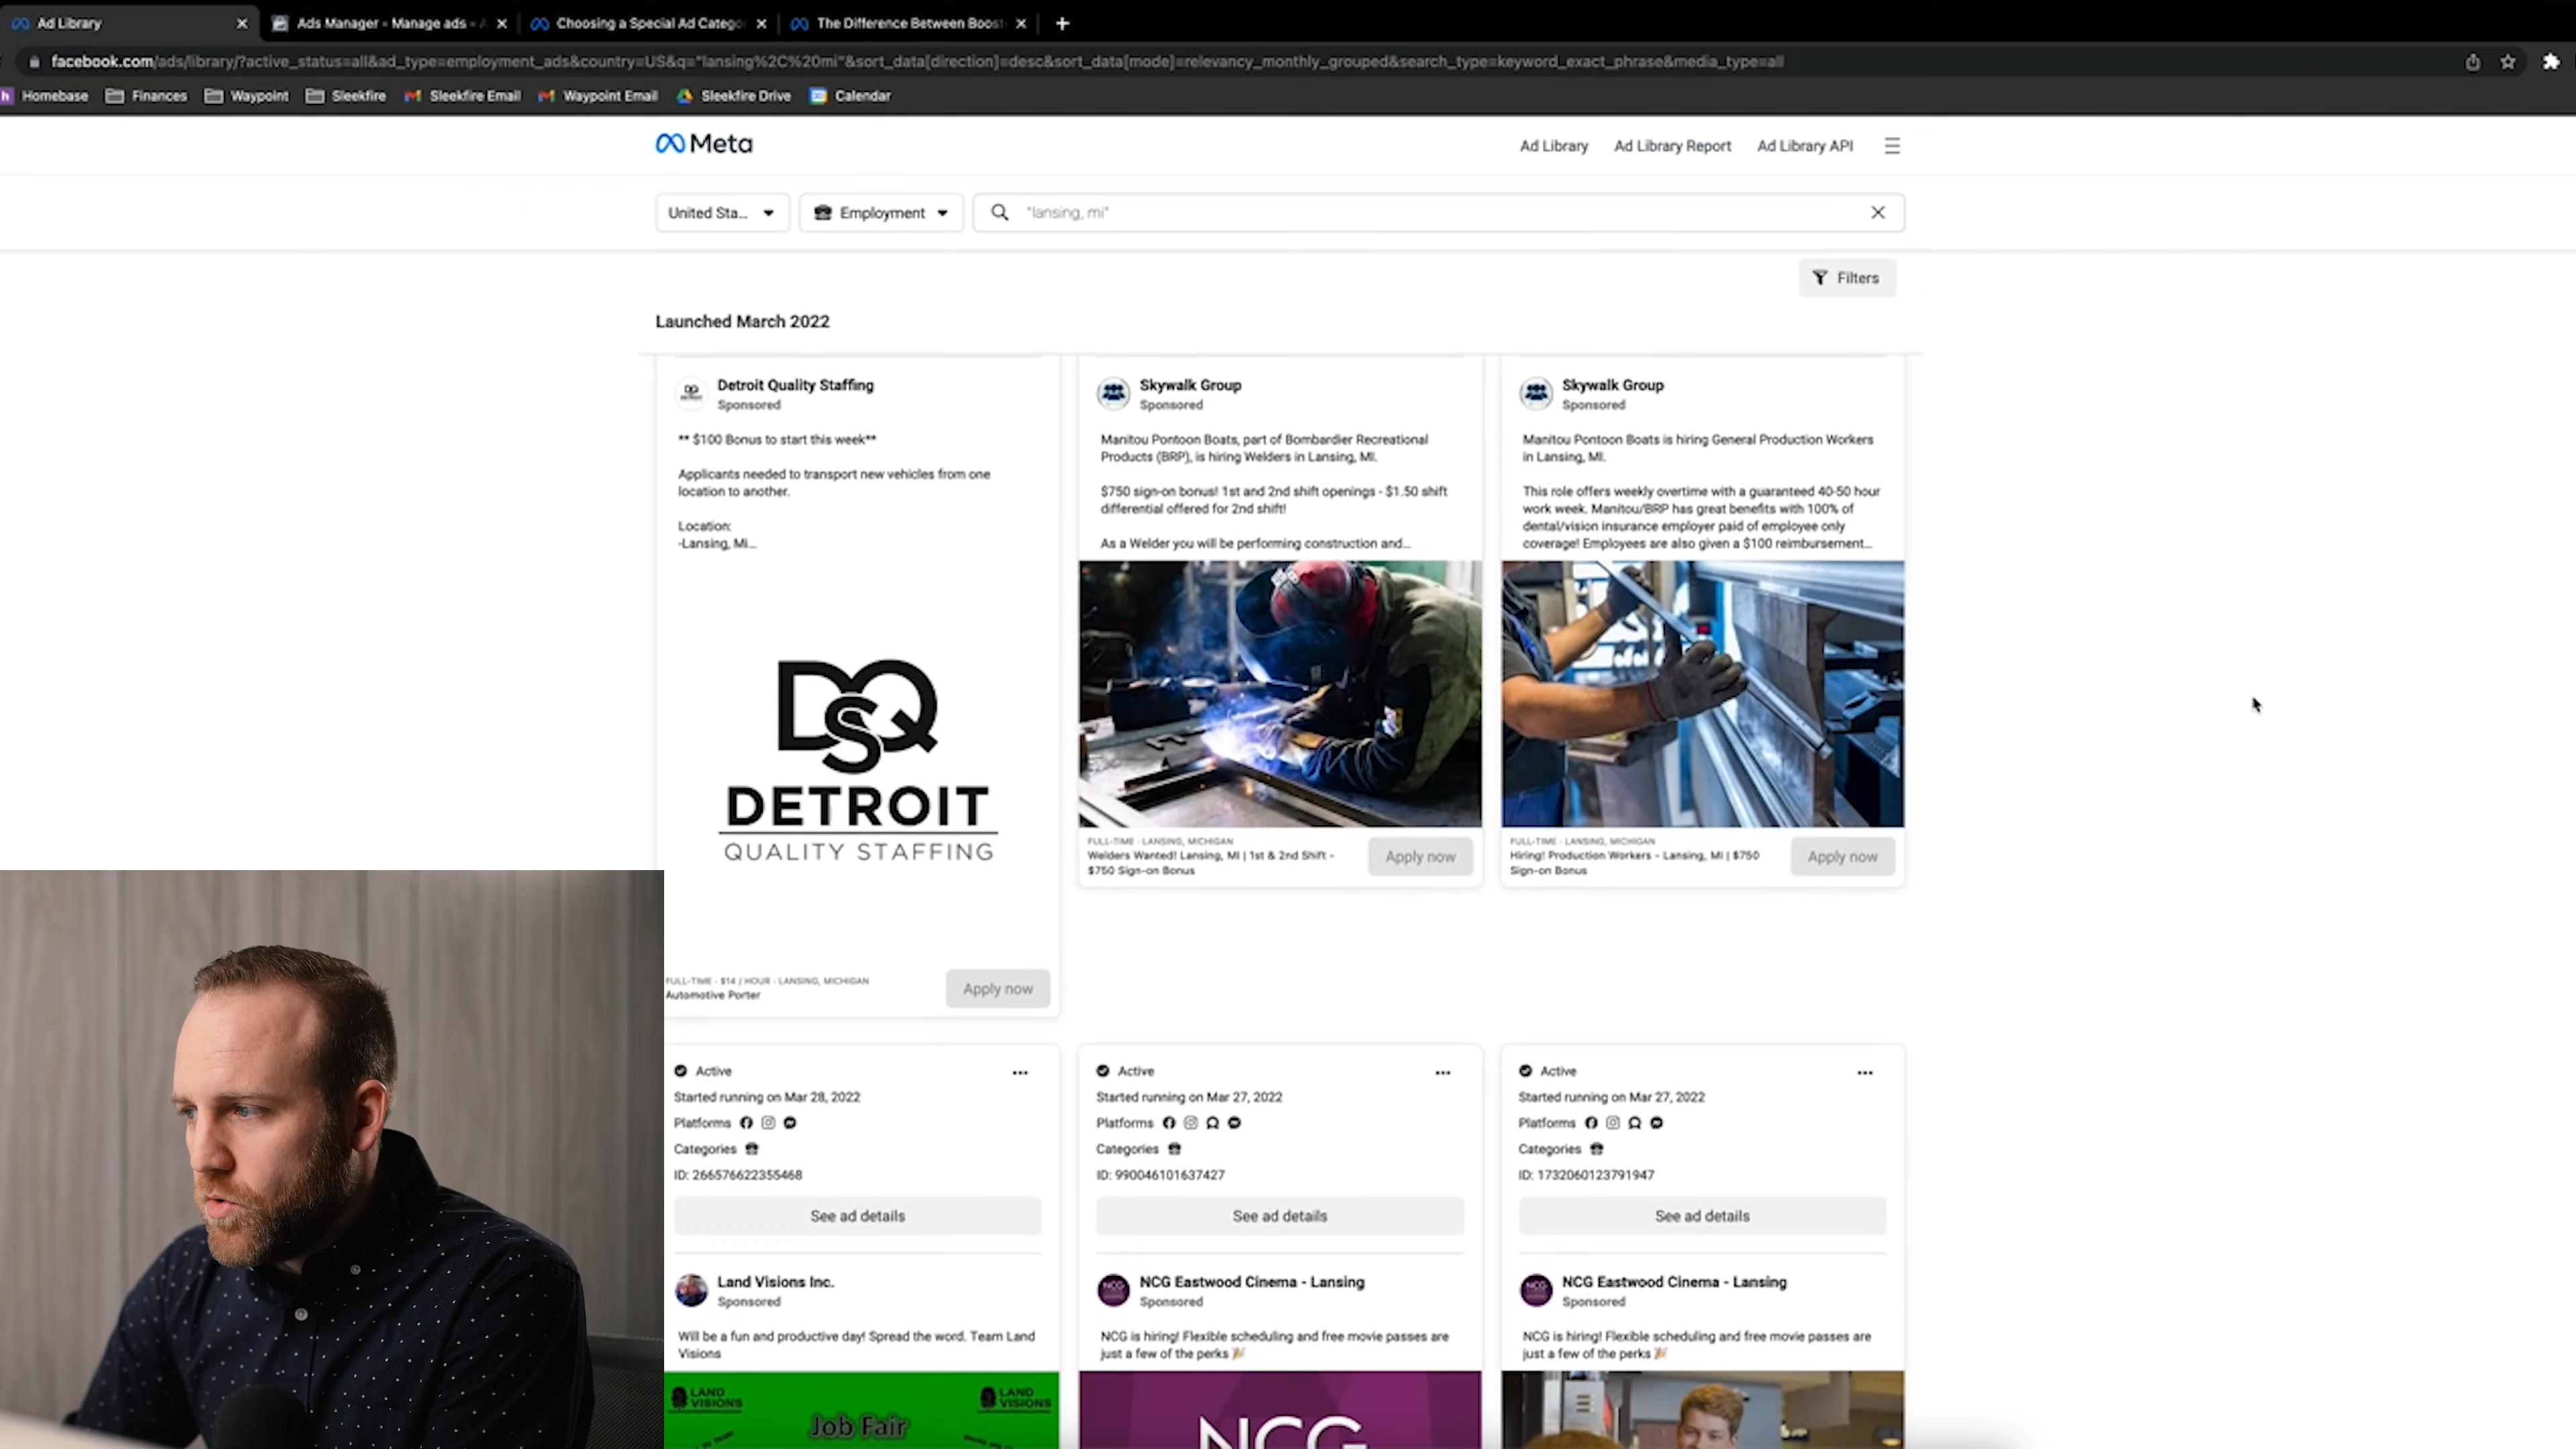 Ad Library
Ads Manager - Manage ads -
Choosing a Special Ad Catego
The Difference Between Boost
facebook.com/ads/library/?active_status=all&ad_type=employment_ads&country=US&q="lansing%2C%20mi"&sort_data[direction]=desc&sort_data[mode]=relevancy_monthly_grouped&search_type=keyword_exact_phrase&media_type=all
Homebase Finances Waypoint Sleekfire Sleekfire Email Waypoint Email Sleekfire Drive Calendar
Meta
Ad Library Ad Library Report Ad Library API
United Sta... Employment "lansing, mi"
Filters
Launched March 2022
Detroit Quality Staffing
Sponsored
** $100 Bonus to start this week**
Applicants needed to transport new vehicles from one
location to another.
Location:
-Lansing, Mi...
DSQ
DETROIT
QUALITY STAFFING
FULL-TIME · $14 / HOUR · LANSING, MICHIGAN
Automotive Porter
Apply now
Skywalk Group
Sponsored
Manitou Pontoon Boats, part of Bombardier Recreational
Products (BRP), is hiring Welders in Lansing, MI.
$750 sign-on bonus! 1st and 2nd shift openings - $1.50 shift
differential offered for 2nd shift!
As a Welder you will be performing construction and...
FULL-TIME · LANSING, MICHIGAN
Welders Wanted! Lansing, MI | 1st & 2nd Shift -
$750 Sign-on Bonus
Apply now
Skywalk Group
Sponsored
Manitou Pontoon Boats is hiring General Production Workers
in Lansing, MI.
This role offers weekly overtime with a guaranteed 40-50 hour
work week. Manitou/BRP has great benefits with 100% of
dental/vision insurance employer paid of employee only
coverage! Employees are also given a $100 reimbursement...
FULL-TIME · LANSING, MICHIGAN
Hiring! Production Workers - Lansing, MI | $750
Sign-on Bonus
Apply now
Active
Started running on Mar 28, 2022
Platforms
Categories
ID: 266576622355468
See ad details
Land Visions Inc.
Sponsored
Will be a fun and productive day! Spread the word. Team Land
Visions
LAND
VISIONS
Job Fair
LAND
VISIONS
Active
Started running on Mar 27, 2022
Platforms
Categories
ID: 990046101637427
See ad details
NCG Eastwood Cinema - Lansing
Sponsored
NCG is hiring! Flexible scheduling and free movie passes are
just a few of the perks 🎉
NCG
Active
Started running on Mar 27, 2022
Platforms
Categories
ID: 1732060123791947
See ad details
NCG Eastwood Cinema - Lansing
Sponsored
NCG is hiring! Flexible scheduling and free movie passes are
just a few of the perks 🎉